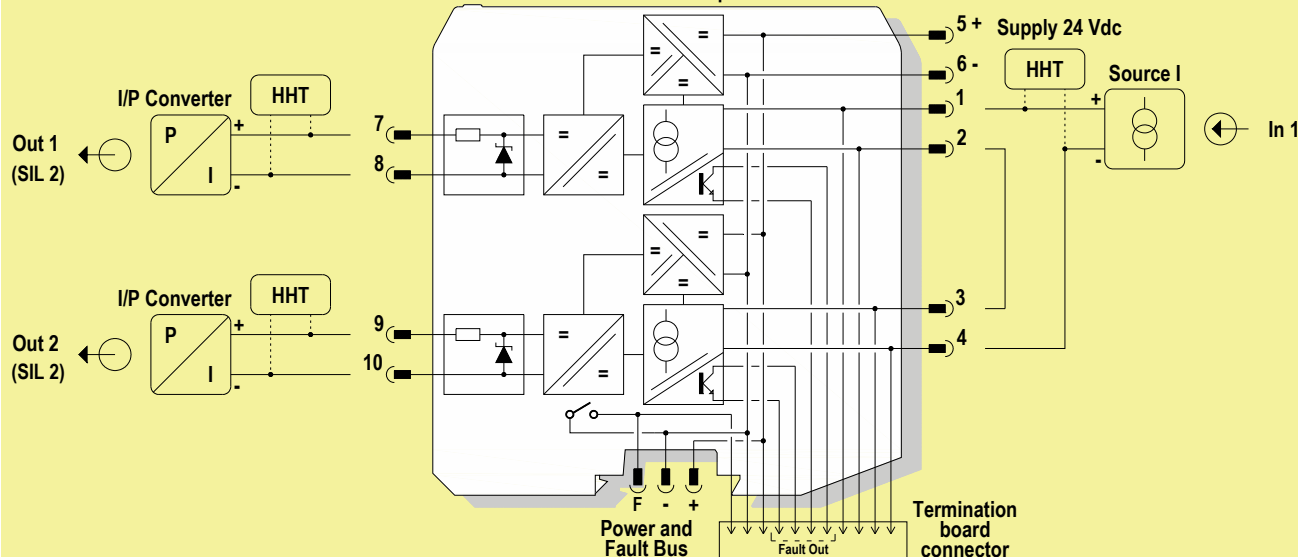 5 + Supply 24 Vdc
6 -
HHT
Source I
I/P Converter
HHT
1
+
P
+
7
In 1
Out 1
2
(SIL 2)
8
I
-
-
= = =
= =
= = =
I/P Converter
HHT
3
P
+
9
4
Out 2
10
(SIL 2)
I
-
= =
F - +
Power and
Fault Bus
Fault Out
Termination
board
connector